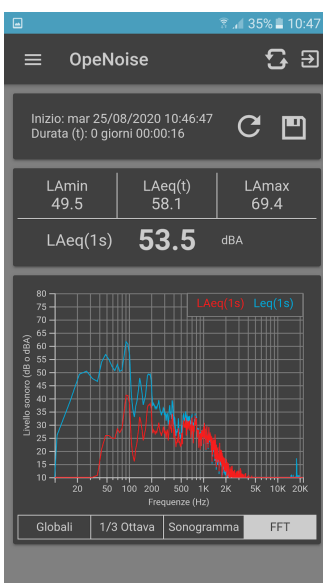 35% 10:47
OpeNoise
Inizio: mar 25/08/2020 10:46:47
Durata (t): 0 giorni 00:00:16
LAmin LAeq(t) LAmax
49.5 58.1 69.4
LAeq(1s) 53.5 dBA
LAeq(1s) Leq(1s)
Livello sonoro (dB o dBA)
80
75
70
65
60
55
50
45
40
35
30
25
20
15
10
20 50 100 200 500 1K 2K 5K 10K 20K
Frequenze (Hz)
Globali 1/3 Ottava Sonogramma FFT